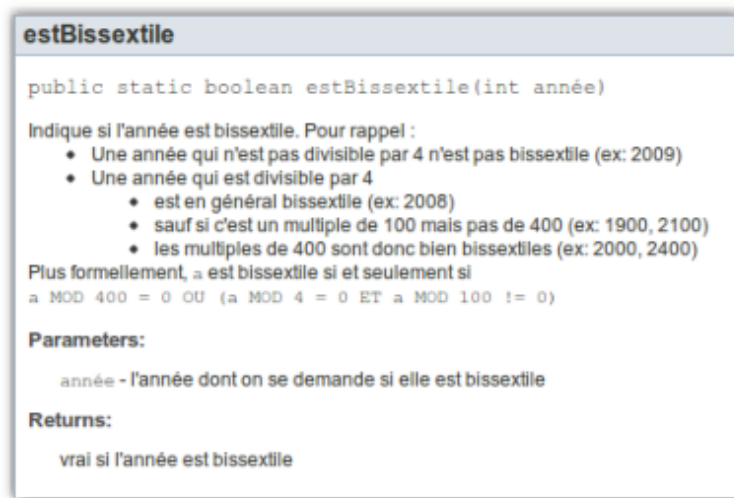 estBissextile
public static boolean estBissextile(int année)
Indique si l'année est bissextile. Pour rappel :
• Une année qui n'est pas divisible par 4 n'est pas bissextile (ex: 2009)
• Une année qui est divisible par 4
• est en général bissextile (ex: 2008)
• sauf si c'est un multiple de 100 mais pas de 400 (ex: 1900, 2100)
• les multiples de 400 sont donc bien bissextiles (ex: 2000, 2400)
Plus formellement, a est bissextile si et seulement si
a MOD 400 = 0 OU (a MOD 4 = 0 ET a MOD 100 != 0)
Parameters:
année - l'année dont on se demande si elle est bissextile
Returns:
vrai si l'année est bissextile